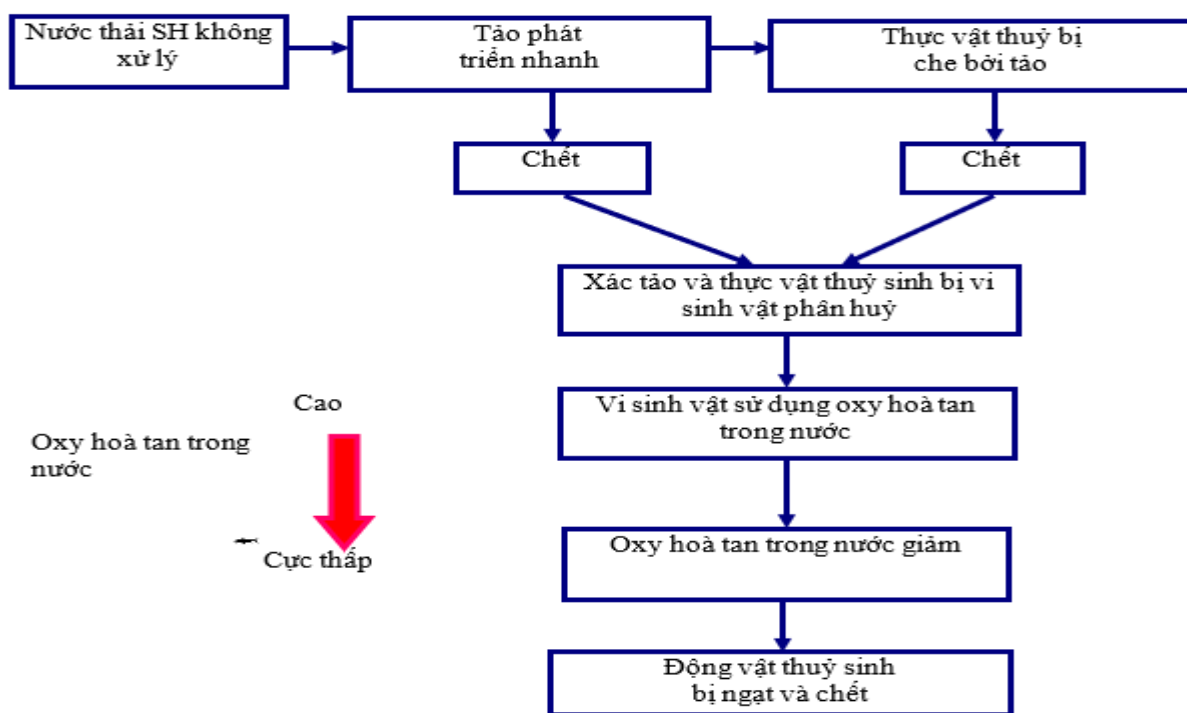 Nước thải SH không
xử lý
Tảo phát
triển nhanh
Thực vật thuỷ bị
che bởi tảo
Chết
Chết
Xác tảo và thực vật thuỷ sinh bị vi
sinh vật phân huỷ
Vi sinh vật sử dụng oxy hoà tan
trong nước
Cao
Oxy hoà tan trong
nước
Cực thấp
Oxy hoà tan trong nước giảm
Động vật thuỷ sinh
bị ngạt và chết